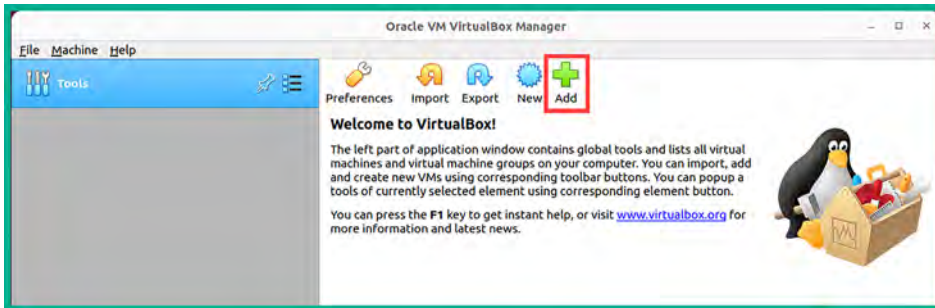 Oracle VM VirtualBox Manager
File Machine Help
Tools
Preferences Import Export New Add
Welcome to VirtualBox!
The left part of application window contains global tools and lists all virtual
machines and virtual machine groups on your computer. You can import, add
and create new VMs using corresponding toolbar buttons. You can popup a
tools of currently selected element using corresponding element button.
You can press the F1 key to get instant help, or visit www.virtualbox.org for
more information and latest news.
VM